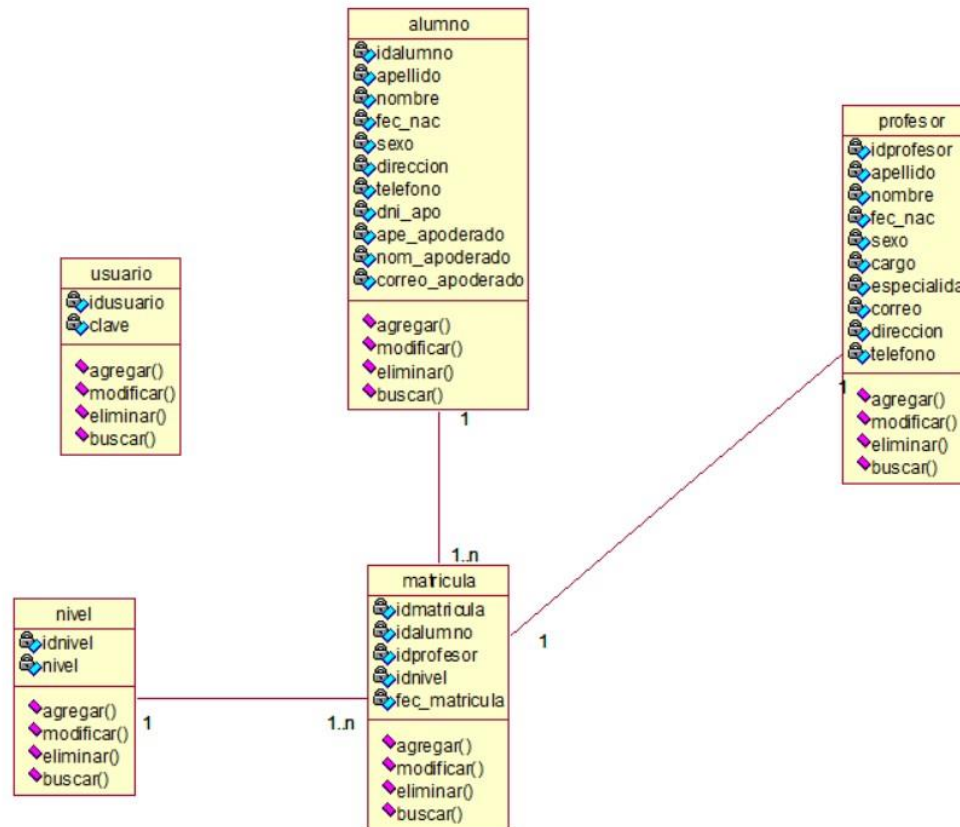 alumno
idalumno
apellido
nombre
fec_nac
sexo
direccion
telefono
dni_apo
ape_apoderado
nom_apoderado
correo_apoderado
agregar()
modificar()
eliminar()
buscar()
1
profesor
idprofesor
apellido
nombre
fec_nac
sexo
cargo
especialida
correo
direccion
telefono
1
agregar()
modificar()
eliminar()
buscar()
usuario
idusuario
clave
agregar()
modificar()
eliminar()
buscar()
1..n
matricula
idmatricula
idalumno
idprofesor
idnivel
fec_matricula
agregar()
modificar()
eliminar()
buscar()
1
nivel
idnivel
nivel
agregar()
modificar()
eliminar()
buscar()
1
1..n